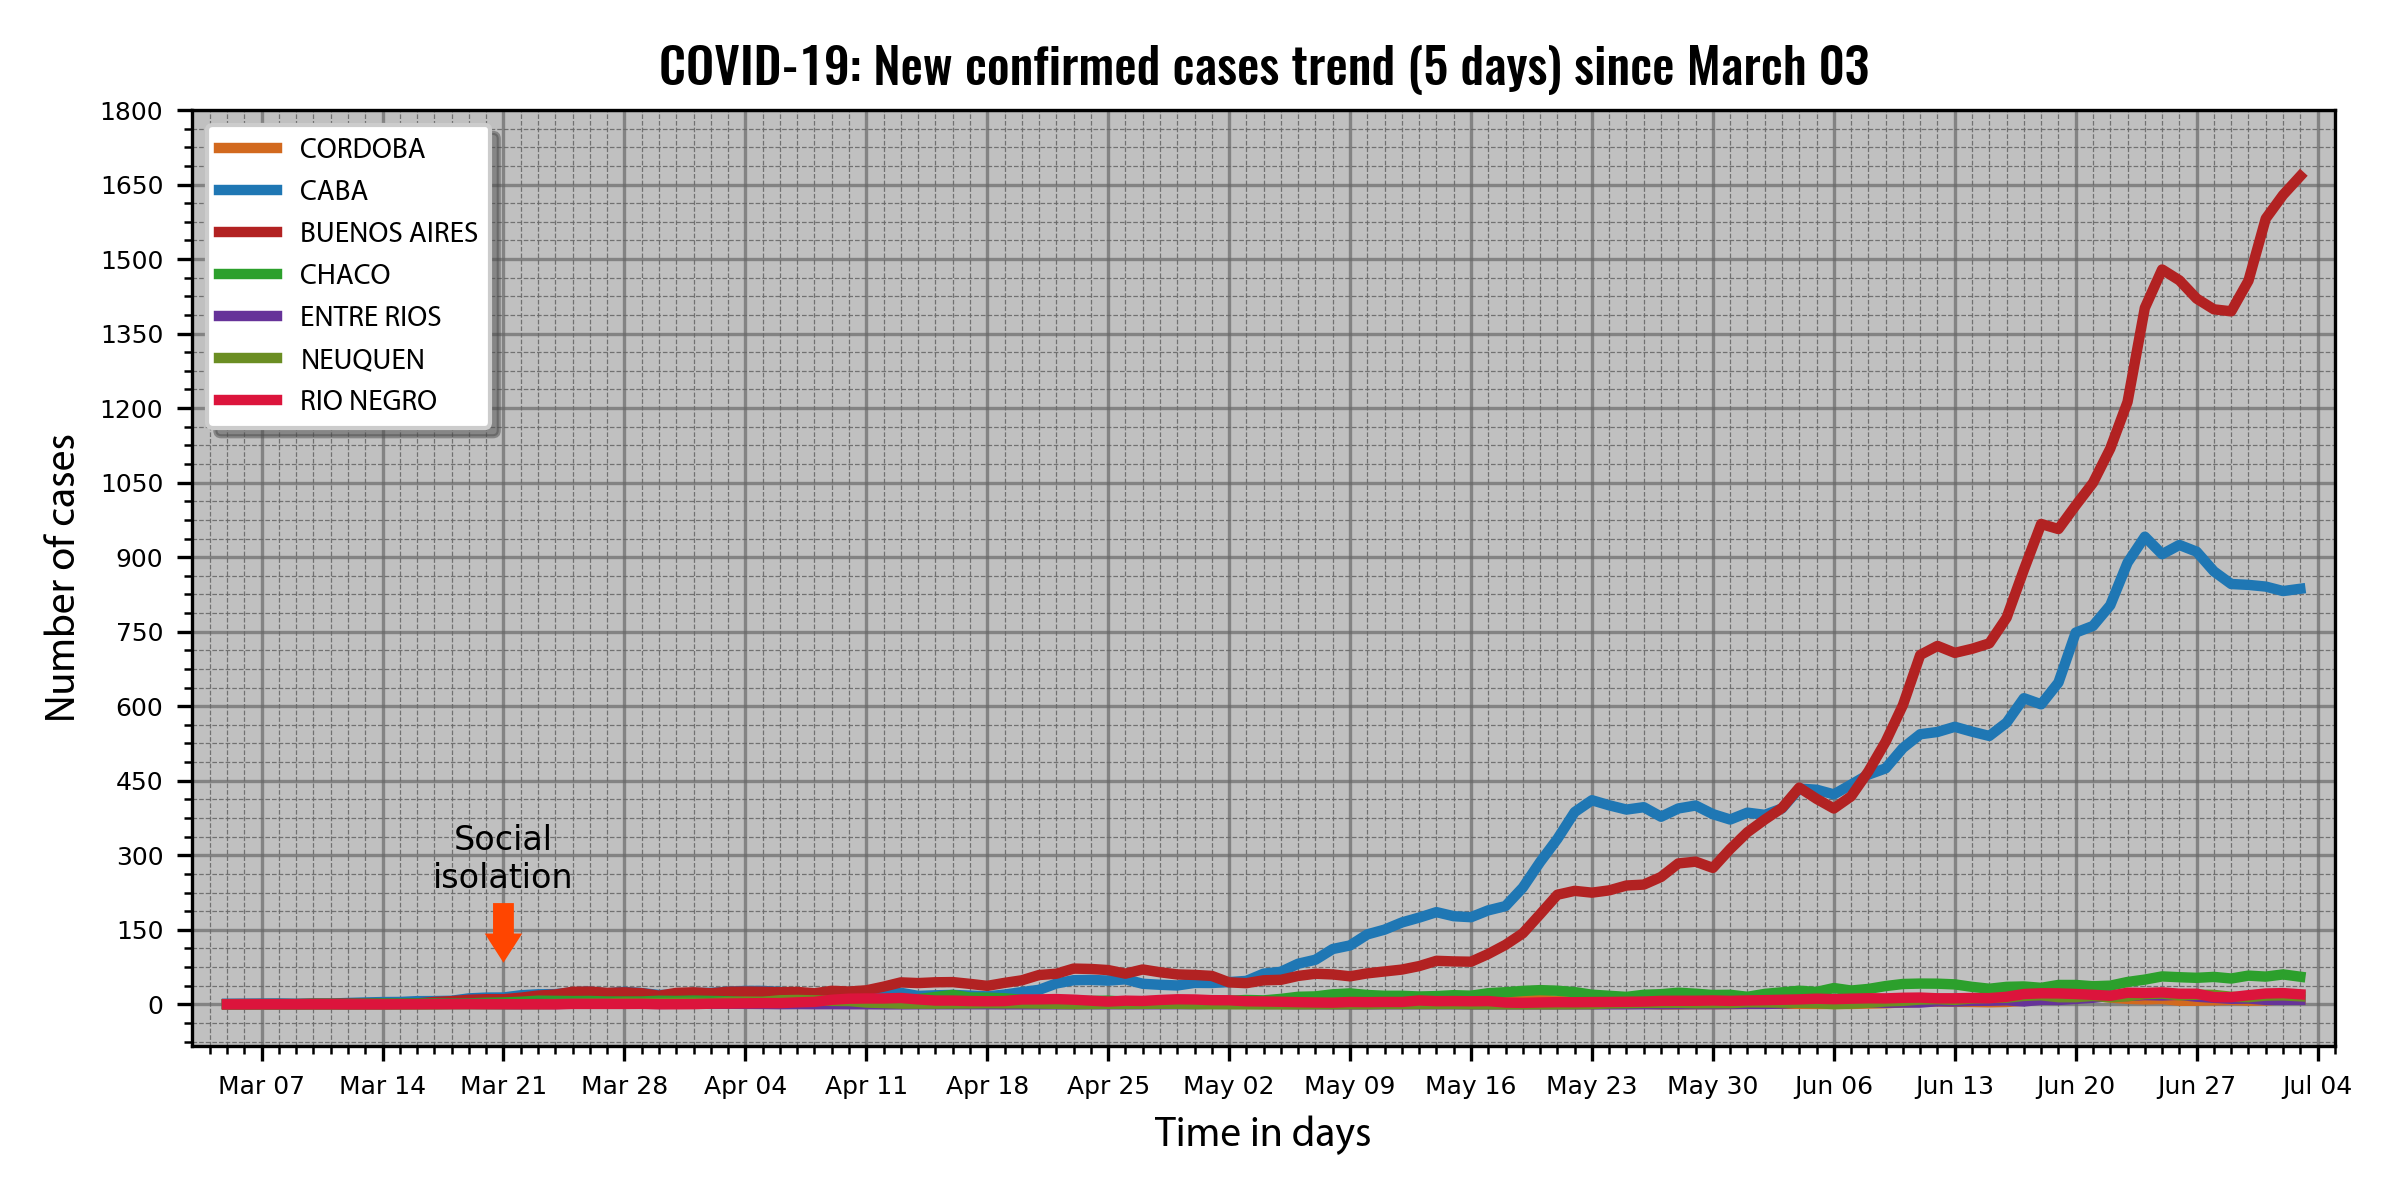 COVID-19: New confirmed cases trend (5 days) since March 03
1800
1650
1500
1350
1200
1050
900
750
600
450
300
150
0
Number of cases
CORDOBA
CABA
BUENOS AIRES
CHACO
ENTRE RIOS
NEUQUEN
RIO NEGRO
Social
isolation
Mar 07 Mar 14 Mar 21 Mar 28 Apr 04 Apr 11 Apr 18 Apr 25 May 02 May 09 May 16 May 23 May 30 Jun 06 Jun 13 Jun 20 Jun 27 Jul 04
Time in days